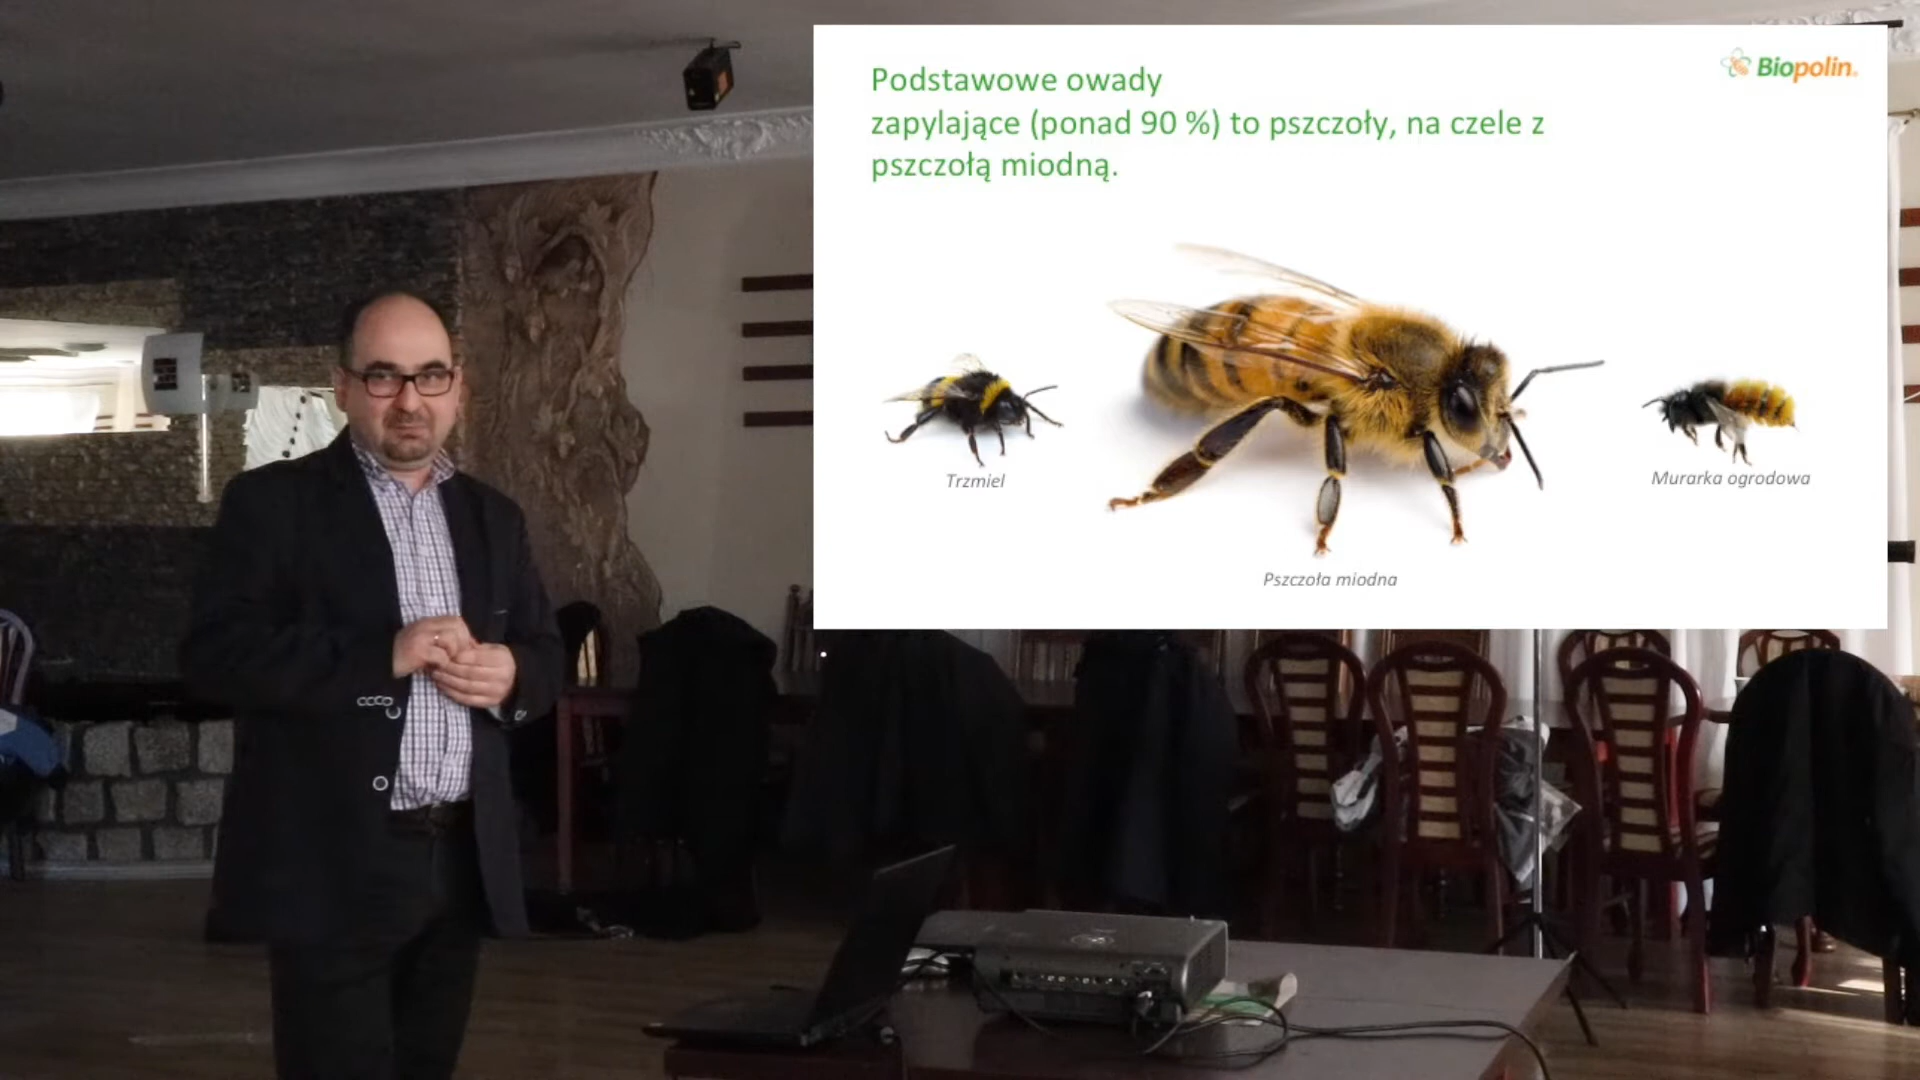 Podstawowe owady
zapylające (ponad 90 %) to pszczoły, na czele z
pszczołą miodną.
Biopolin
Trzmiel
Murarka ogrodowa
Pszczoła miodna